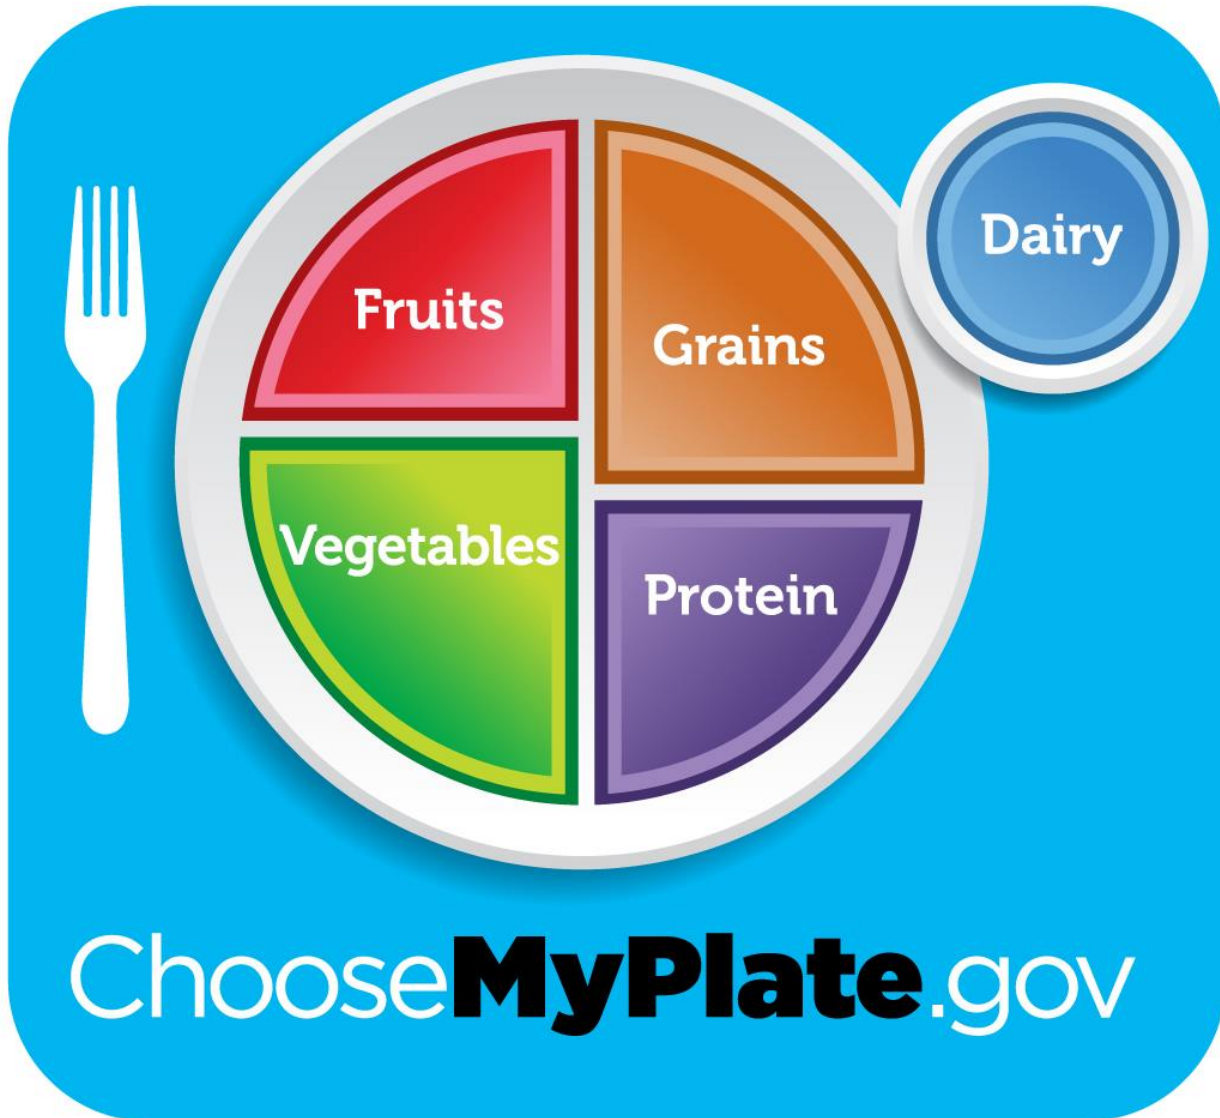 Fruits
Grains
Dairy
Vegetables
Protein
ChooseMyPlate.gov